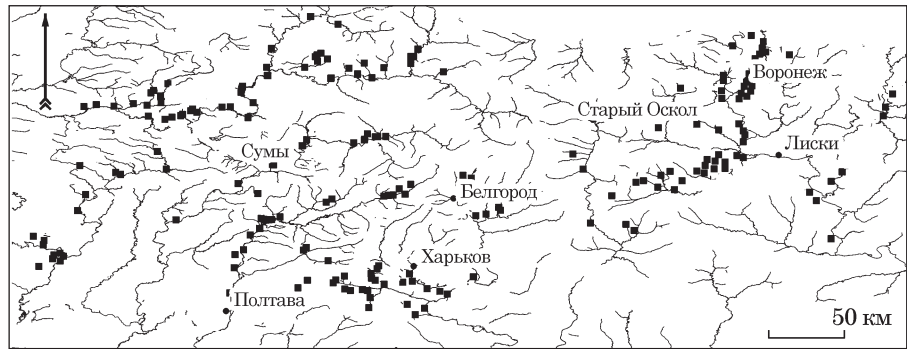 Воронеж
Старый Оскол
Лиски
Сумы
Белгород
Харьков
Полтава
50 км